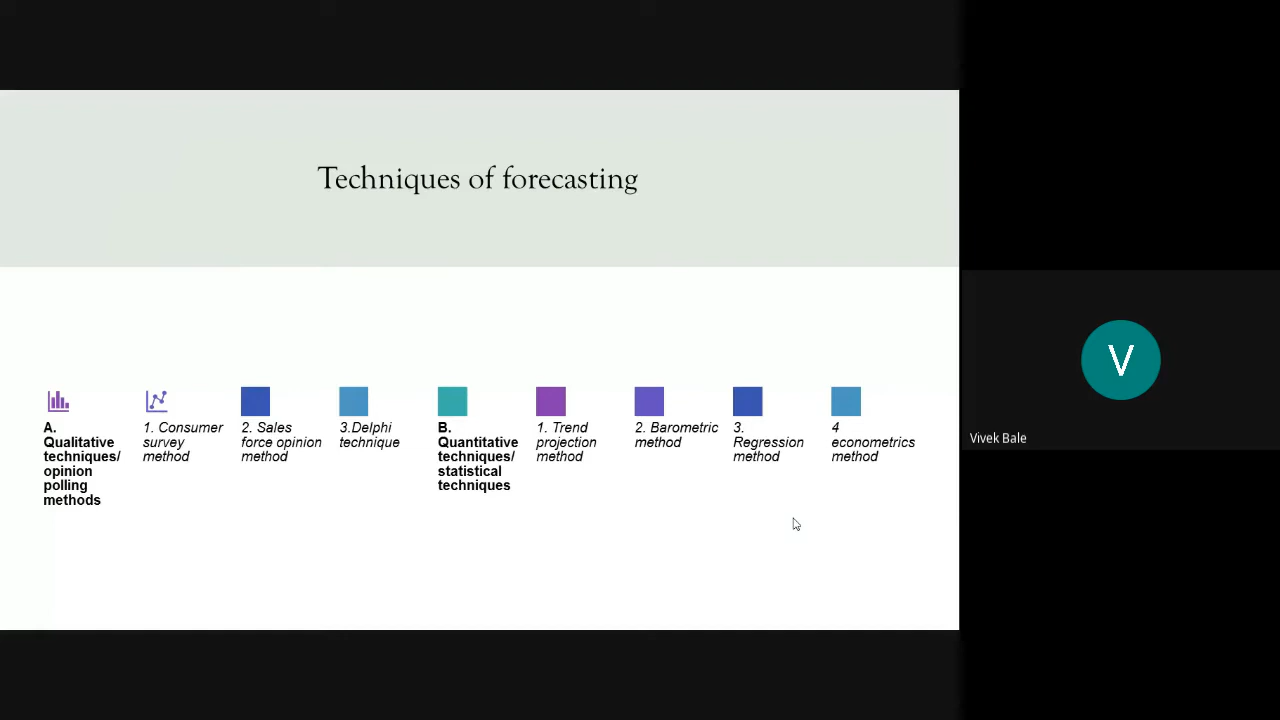 Techniques of forecasting
A.
Qualitative
techniques/
opinion
polling
methods
1. Consumer
survey
method
2. Sales
force opinion
method
3.Delphi
technique
B.
Quantitative
techniques/
statistical
techniques
1. Trend
projection
method
2. Barometric
method
3.
Regression
method
4
econometrics
method
V
Vivek Bale